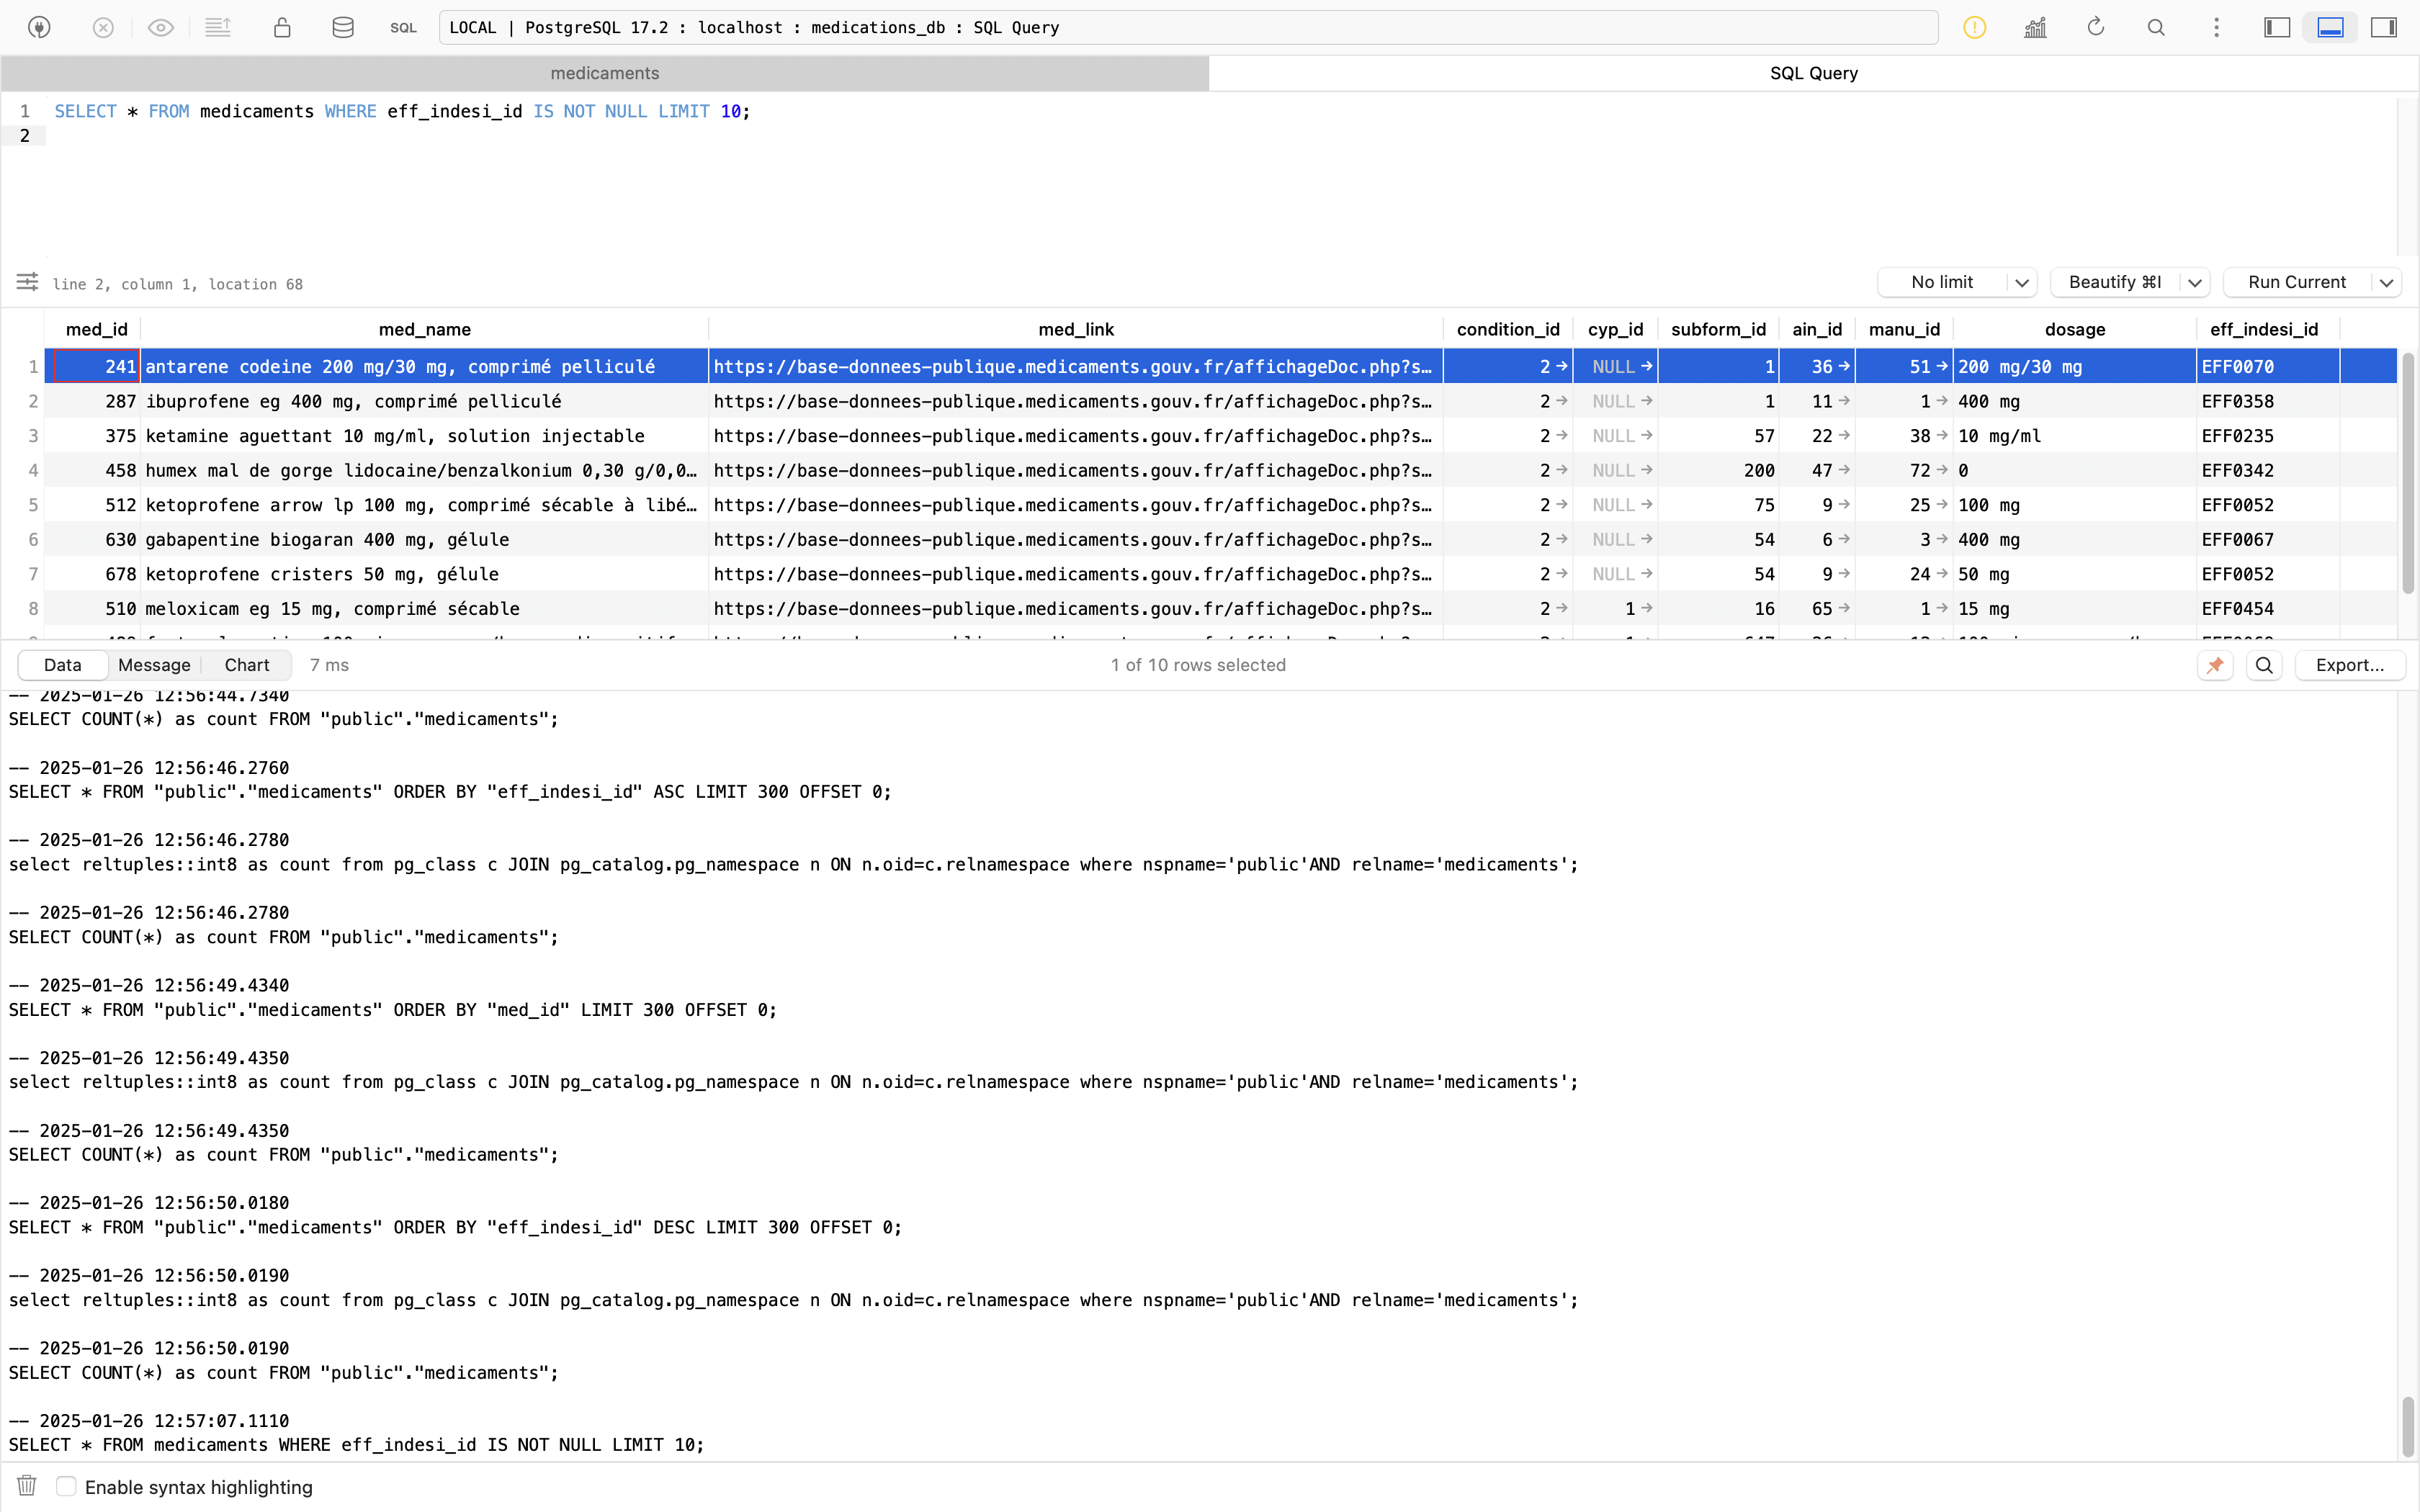 SQL LOCAL | PostgreSQL 17.2 : localhost : medications_db : SQL Query
medicaments SQL Query
1 SELECT * FROM medicaments WHERE eff_indesi_id IS NOT NULL LIMIT 10;
2
line 2, column 1, location 68 No limit Beautify ⌘I Run Current
med_id med_name med_link condition_id cyp_id subform_id ain_id manu_id dosage eff_indesi_id
1 241 antarene codeine 200 mg/30 mg, comprimé pelliculé https://base-donnees-publique.medicaments.gouv.fr/affichageDoc.php?s… 2 → NULL → 1 36 → 51 → 200 mg/30 mg EFF0070
2 287 ibuprofene eg 400 mg, comprimé pelliculé https://base-donnees-publique.medicaments.gouv.fr/affichageDoc.php?s… 2 → NULL → 1 11 → 1 → 400 mg EFF0358
3 375 ketamine aguettant 10 mg/ml, solution injectable https://base-donnees-publique.medicaments.gouv.fr/affichageDoc.php?s… 2 → NULL → 57 22 → 38 → 10 mg/ml EFF0235
4 458 humex mal de gorge lidocaine/benzalkonium 0,30 g/0,0… https://base-donnees-publique.medicaments.gouv.fr/affichageDoc.php?s… 2 → NULL → 200 47 → 72 → 0 EFF0342
5 512 ketoprofene arrow lp 100 mg, comprimé sécable à libé… https://base-donnees-publique.medicaments.gouv.fr/affichageDoc.php?s… 2 → NULL → 75 9 → 25 → 100 mg EFF0052
6 630 gabapentine biogaran 400 mg, gélule https://base-donnees-publique.medicaments.gouv.fr/affichageDoc.php?s… 2 → NULL → 54 6 → 3 → 400 mg EFF0067
7 678 ketoprofene cristers 50 mg, gélule https://base-donnees-publique.medicaments.gouv.fr/affichageDoc.php?s… 2 → NULL → 54 9 → 24 → 50 mg EFF0052
8 510 meloxicam eg 15 mg, comprimé sécable https://base-donnees-publique.medicaments.gouv.fr/affichageDoc.php?s… 2 → 1 → 16 65 → 1 → 15 mg EFF0454
Data Message Chart 7 ms 1 of 10 rows selected Export...
-- 2025-01-26 12:56:44.7340
SELECT COUNT(*) as count FROM "public"."medicaments";
-- 2025-01-26 12:56:46.2760
SELECT * FROM "public"."medicaments" ORDER BY "eff_indesi_id" ASC LIMIT 300 OFFSET 0;
-- 2025-01-26 12:56:46.2780
select reltuples::int8 as count from pg_class c JOIN pg_catalog.pg_namespace n ON n.oid=c.relnamespace where nspname='public'AND relname='medicaments';
-- 2025-01-26 12:56:46.2780
SELECT COUNT(*) as count FROM "public"."medicaments";
-- 2025-01-26 12:56:49.4340
SELECT * FROM "public"."medicaments" ORDER BY "med_id" LIMIT 300 OFFSET 0;
-- 2025-01-26 12:56:49.4350
select reltuples::int8 as count from pg_class c JOIN pg_catalog.pg_namespace n ON n.oid=c.relnamespace where nspname='public'AND relname='medicaments';
-- 2025-01-26 12:56:49.4350
SELECT COUNT(*) as count FROM "public"."medicaments";
-- 2025-01-26 12:56:50.0180
SELECT * FROM "public"."medicaments" ORDER BY "eff_indesi_id" DESC LIMIT 300 OFFSET 0;
-- 2025-01-26 12:56:50.0190
select reltuples::int8 as count from pg_class c JOIN pg_catalog.pg_namespace n ON n.oid=c.relnamespace where nspname='public'AND relname='medicaments';
-- 2025-01-26 12:56:50.0190
SELECT COUNT(*) as count FROM "public"."medicaments";
-- 2025-01-26 12:57:07.1110
SELECT * FROM medicaments WHERE eff_indesi_id IS NOT NULL LIMIT 10;
Enable syntax highlighting